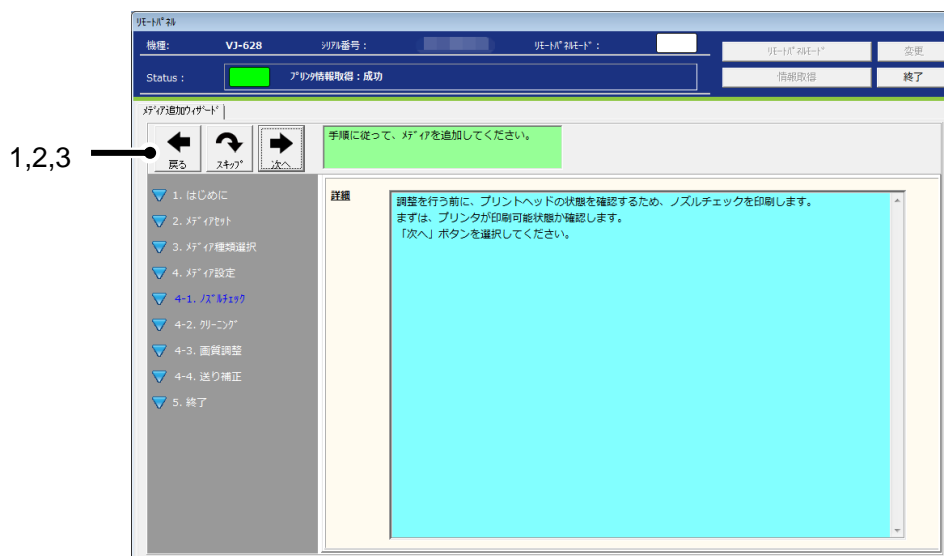 ﾘﾓｰﾄﾊﾟﾈﾙ
機種: VJ-628 ｼﾘｱﾙ番号： ﾘﾓｰﾄﾊﾟﾈﾙﾓｰﾄﾞ： ﾘﾓｰﾄﾊﾟﾈﾙﾓｰﾄﾞ 変更
Status： ﾌﾟﾘﾝﾀ情報取得：成功 情報取得 終了
ﾒﾃﾞｨｱ追加ｳｨｻﾞｰﾄﾞ
1,2,3
戻る ｽｷｯﾌﾟ 次へ
手順に従って、ﾒﾃﾞｨｱを追加してください。
1. はじめに
2. ﾒﾃﾞｨｱｾｯﾄ
3. ﾒﾃﾞｨｱ種類選択
4. ﾒﾃﾞｨｱ設定
4-1. ﾉｽﾞﾙﾁｪｯｸ
4-2. ｸﾘｰﾆﾝｸﾞ
4-3. 画質調整
4-4. 送り補正
5. 終了
詳細
調整を行う前に、プリントヘッドの状態を確認するため、ノズルチェックを印刷します。
まずは、プリンタが印刷可能状態か確認します。
「次へ」ボタンを選択してください。